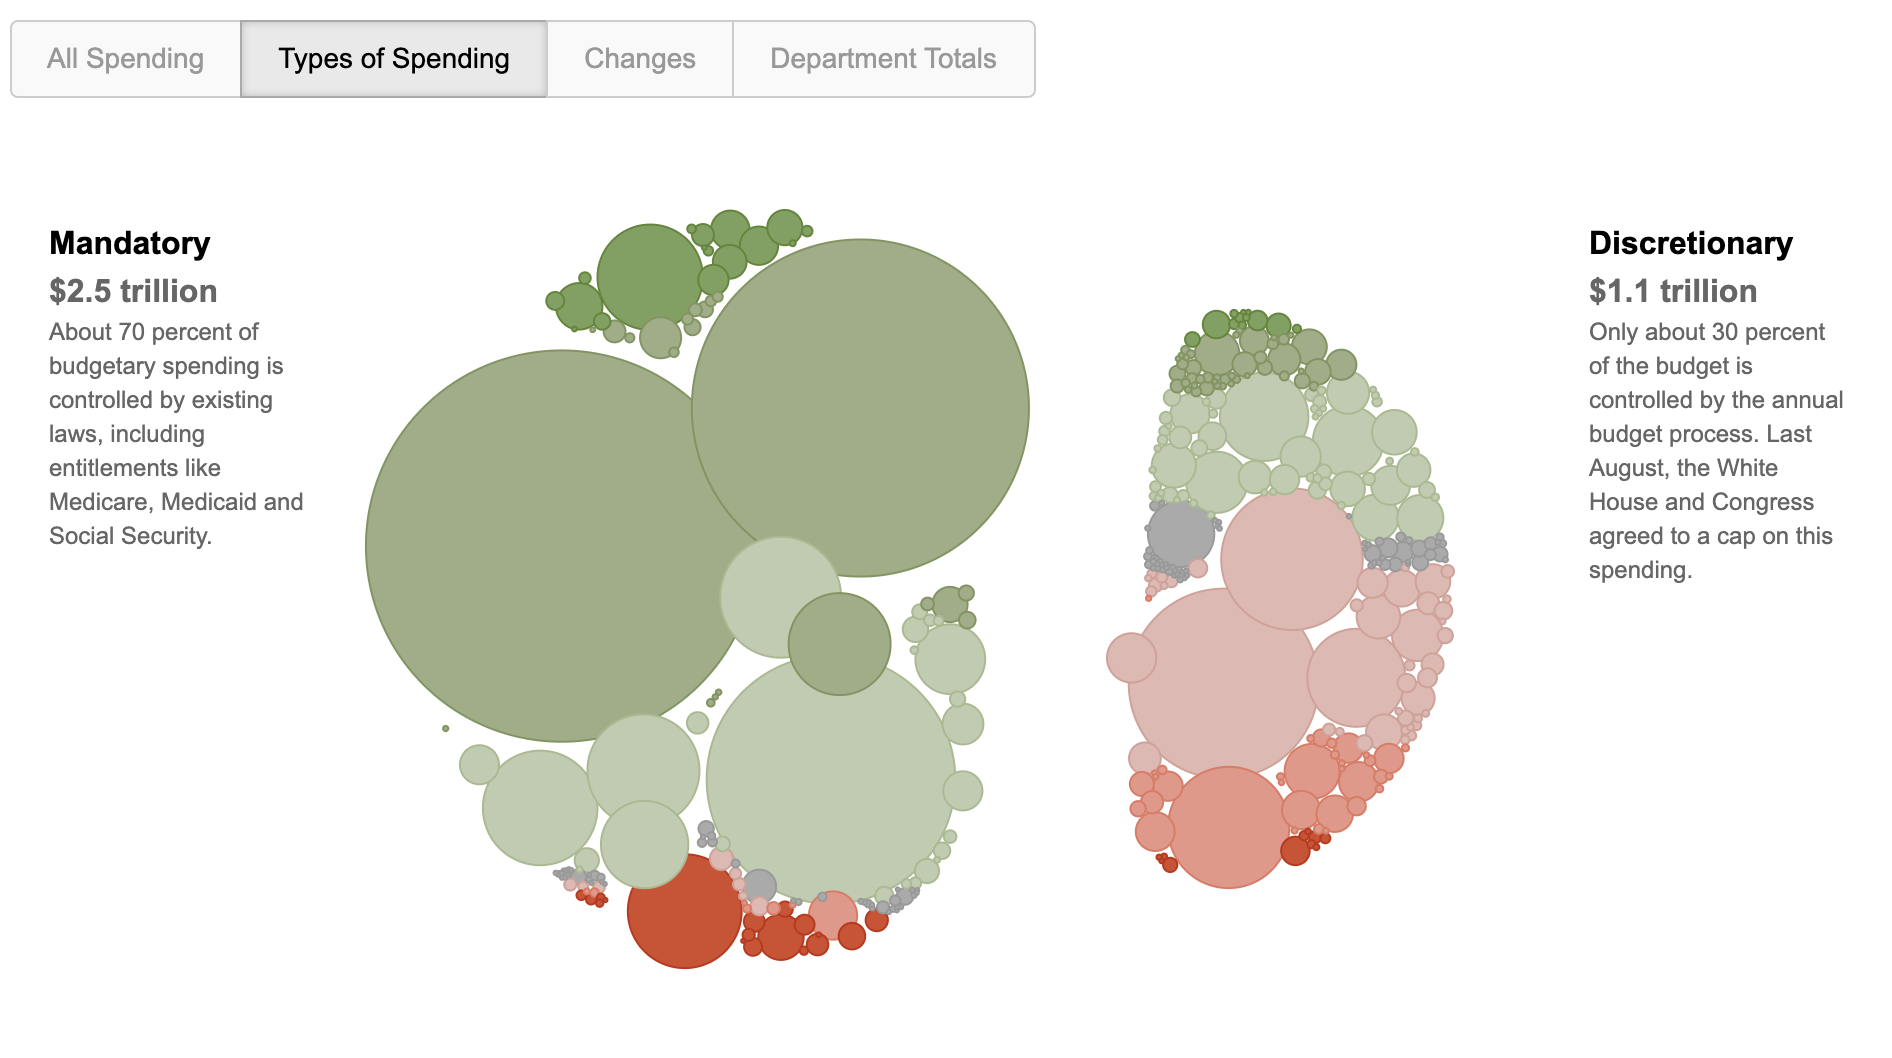 All Spending
Types of Spending
Changes
Department Totals
Mandatory
$2.5 trillion
About 70 percent of
budgetary spending is
controlled by existing
laws, including
entitlements like
Medicare, Medicaid and
Social Security.
Discretionary
$1.1 trillion
Only about 30 percent
of the budget is
controlled by the annual
budget process. Last
August, the White
House and Congress
agreed to a cap on this
spending.